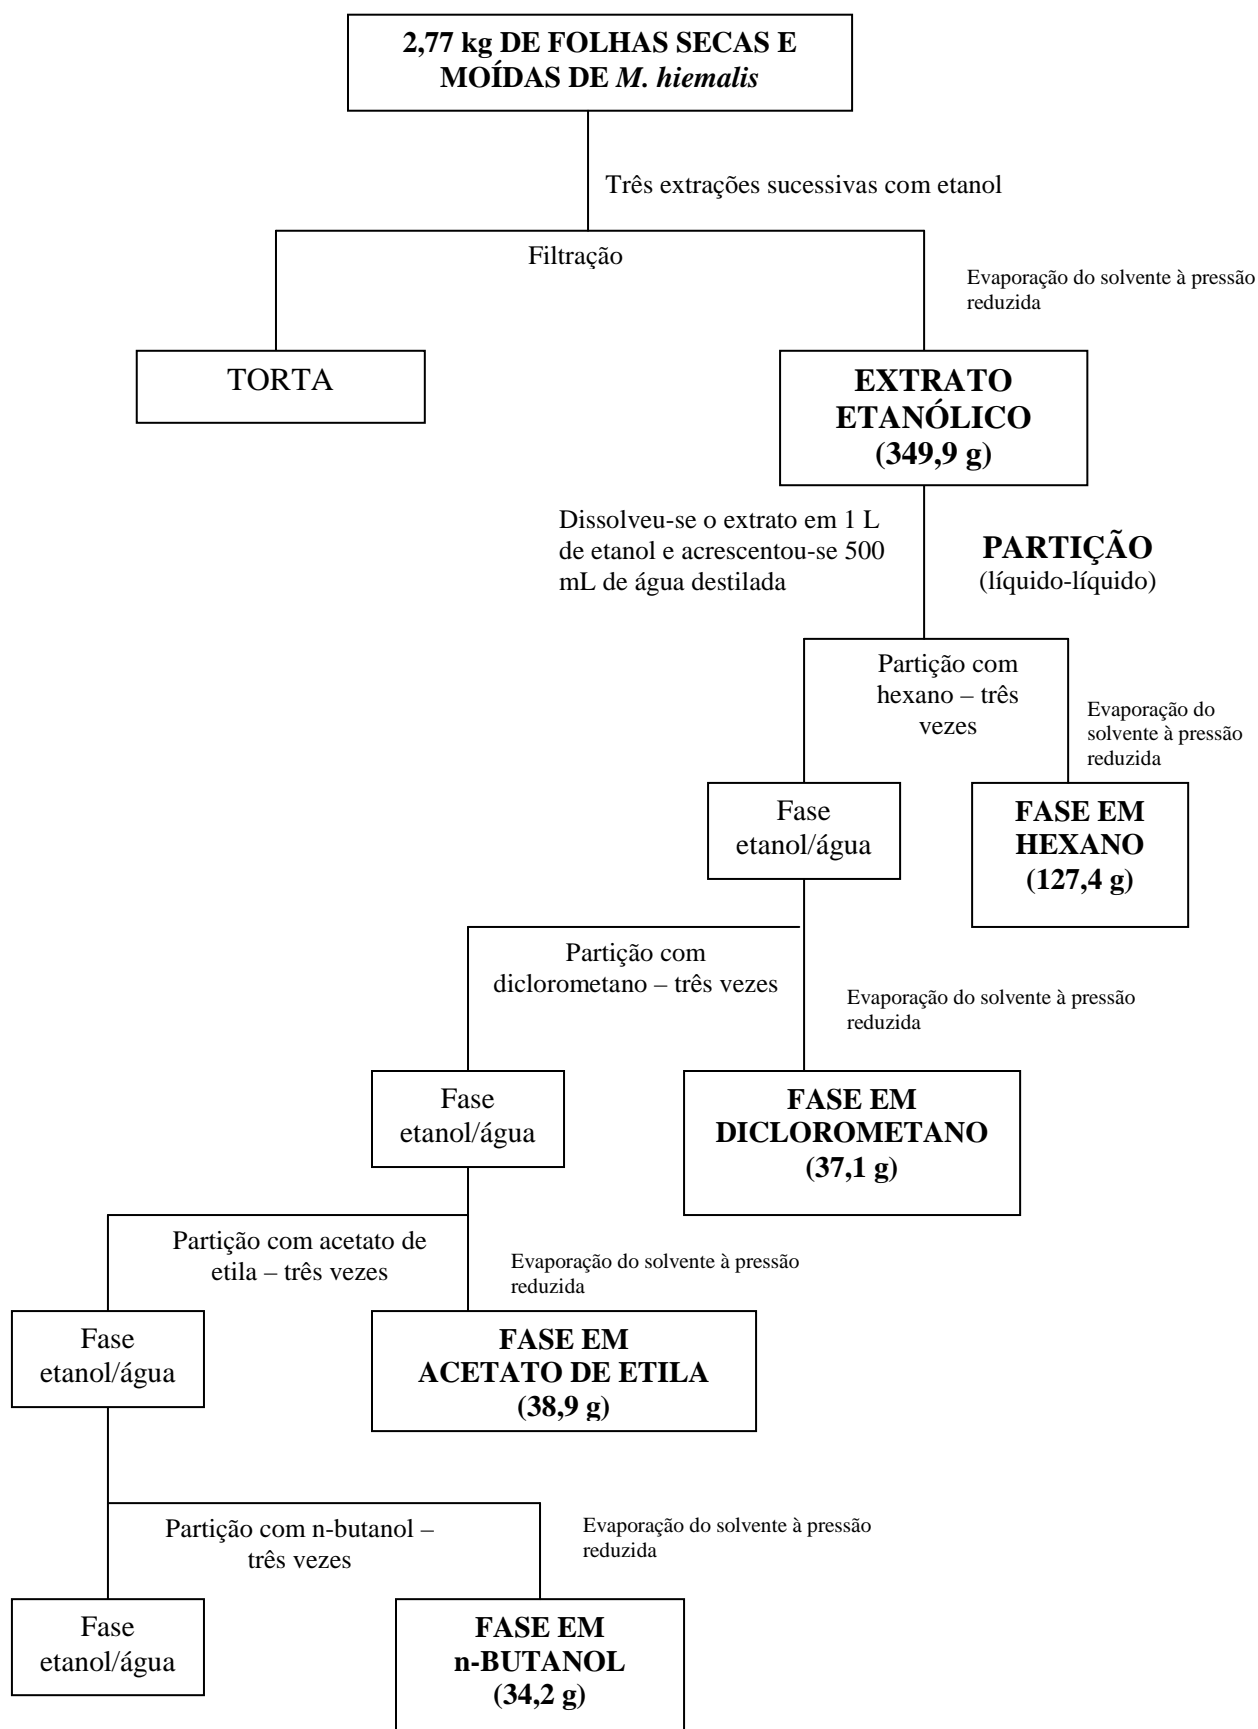 2,77 kg DE FOLHAS SECAS E
MOÍDAS DE M. hiemalis
Três extrações sucessivas com etanol
Filtração
Evaporação do solvente à pressão
reduzida
TORTA
EXTRATO
ETANÓLICO
(349,9 g)
Dissolveu-se o extrato em 1 L
de etanol e acrescentou-se 500
mL de água destilada
PARTIÇÃO
(líquido-líquido)
Partição com
hexano – três
vezes
Evaporação do
solvente à pressão
reduzida
Fase
etanol/água
FASE EM
HEXANO
(127,4 g)
Partição com
diclorometano – três vezes
Evaporação do solvente à pressão
reduzida
Fase
etanol/água
FASE EM
DICLOROMETANO
(37,1 g)
Partição com acetato de
etila – três vezes
Evaporação do solvente à pressão
reduzida
Fase
etanol/água
FASE EM
ACETATO DE ETILA
(38,9 g)
Partição com n-butanol –
três vezes
Evaporação do solvente à pressão
reduzida
Fase
etanol/água
FASE EM
n-BUTANOL
(34,2 g)